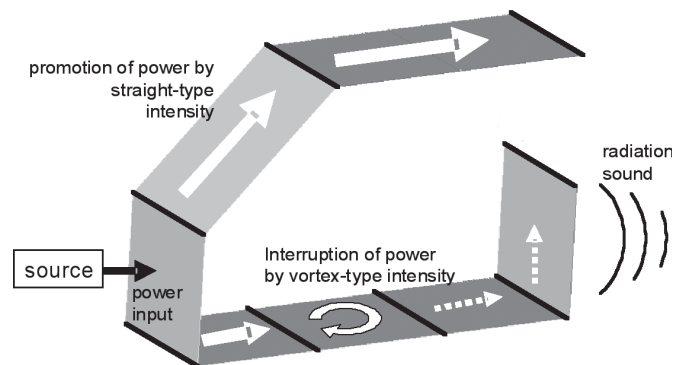 promotion of power by
straight-type
intensity
radiation
sound
source
power
input
Interruption of power
by vortex-type intensity